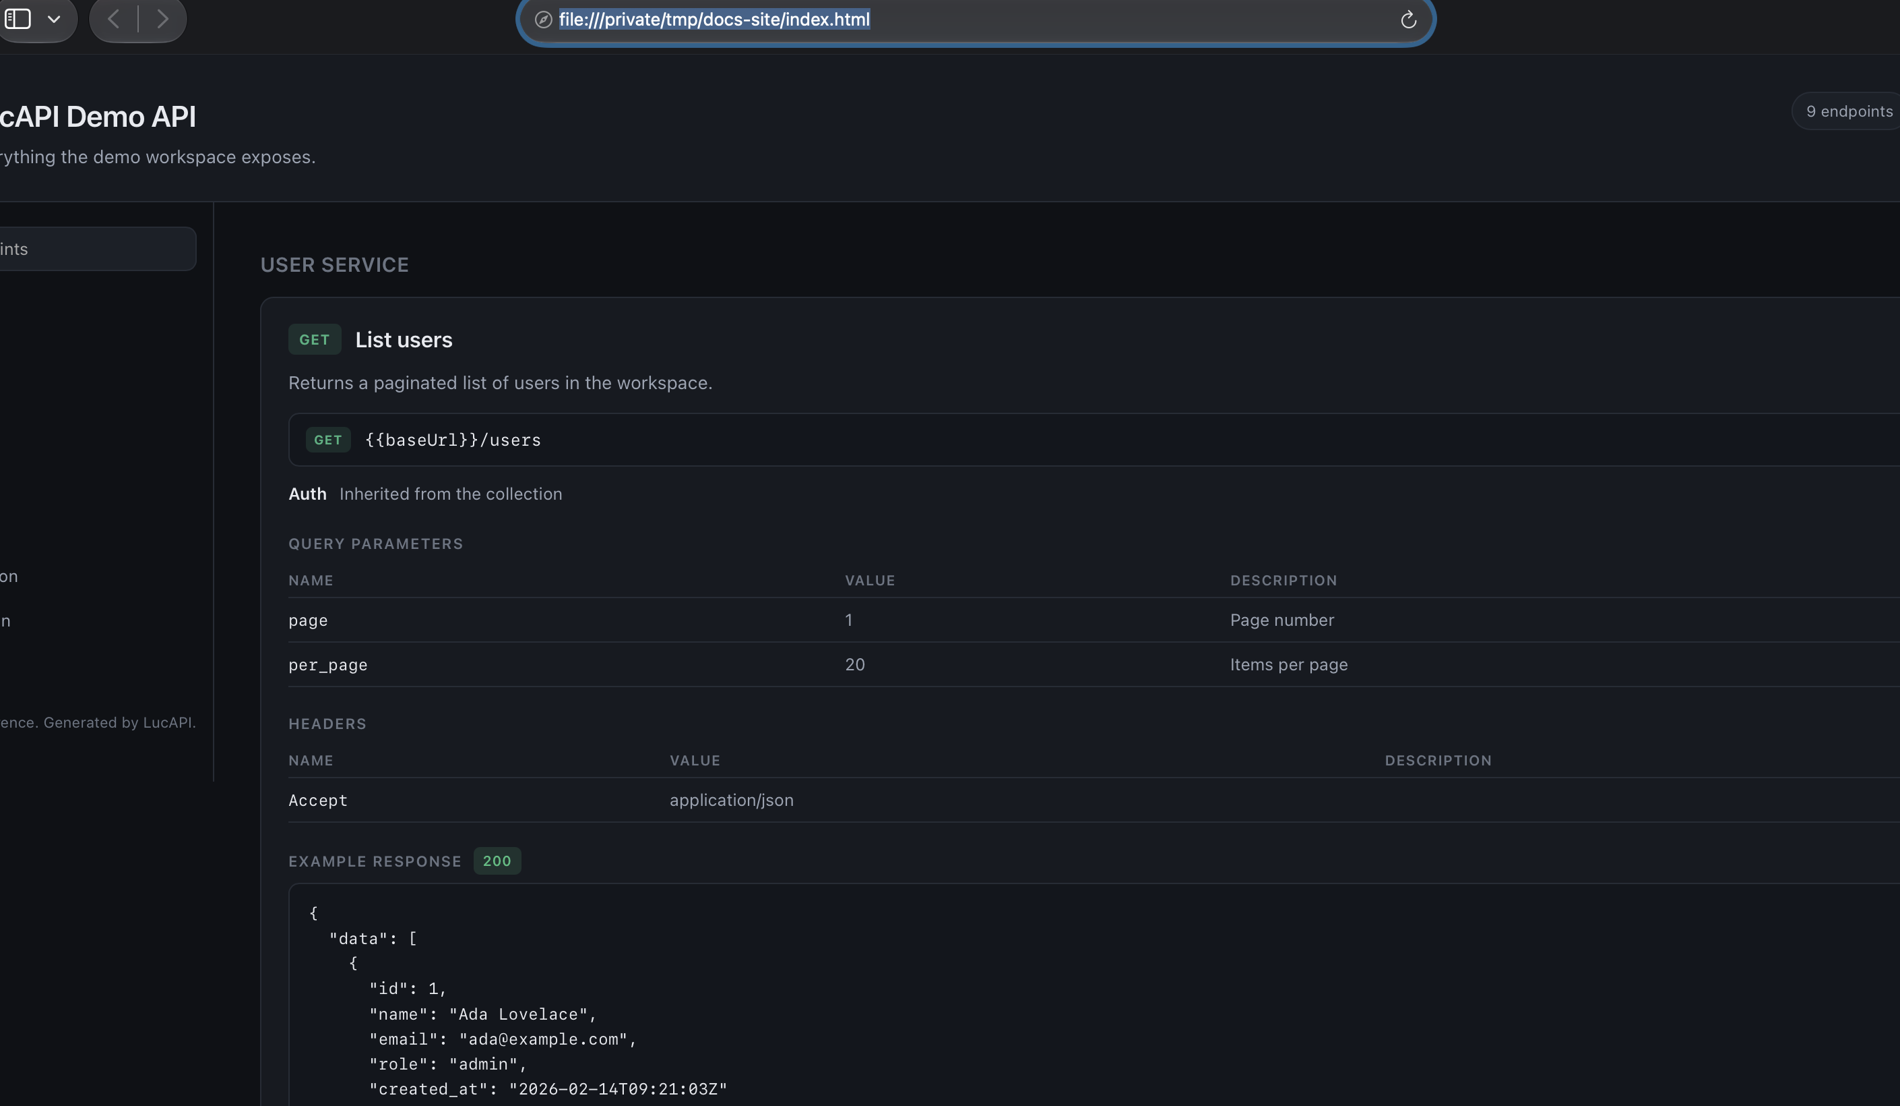 file:///private/tmp/docs-site/index.html
cAPI Demo API
9 endpoints
rything the demo workspace exposes.
ints
on
n
ence. Generated by LucAPI.
USER SERVICE
GET List users
Returns a paginated list of users in the workspace.
GET {{baseUrl}}/users
Auth Inherited from the collection
QUERY PARAMETERS
NAME VALUE DESCRIPTION
page 1 Page number
per_page 20 Items per page
HEADERS
NAME VALUE DESCRIPTION
Accept application/json
EXAMPLE RESPONSE 200
{
"data": [
{
"id": 1,
"name": "Ada Lovelace",
"email": "ada@example.com",
"role": "admin",
"created_at": "2026-02-14T09:21:03Z"